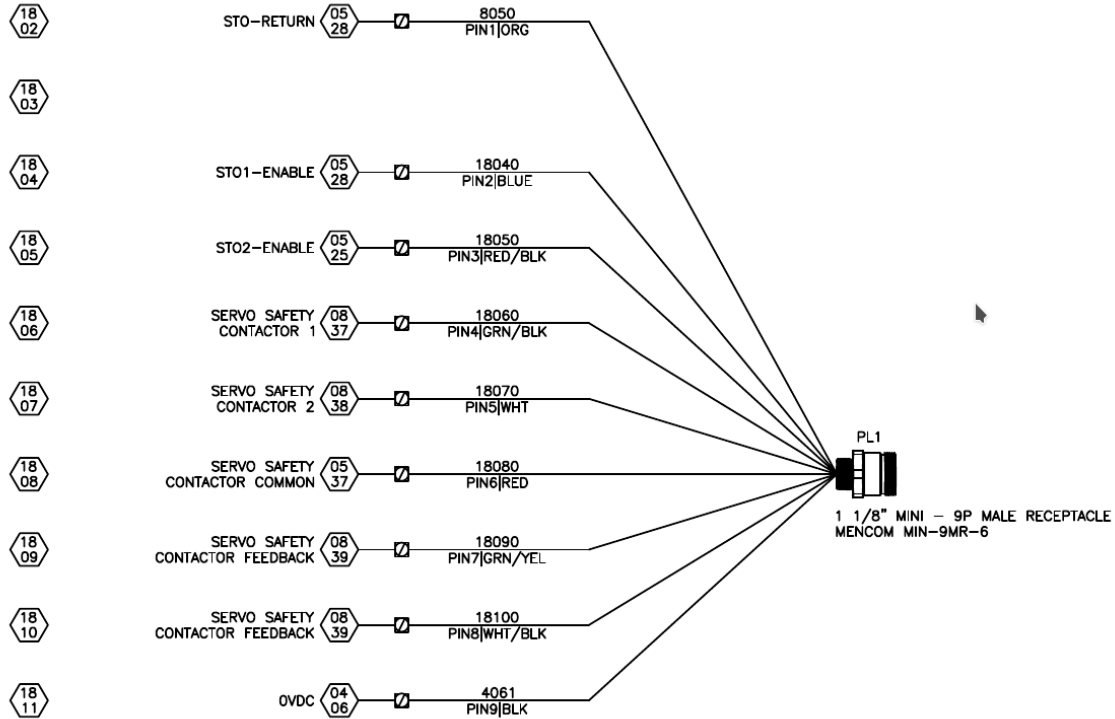 18
02
STO-RETURN
05
28
8050
PIN1|ORG
18
03
18
04
STO1-ENABLE
05
28
18040
PIN2|BLUE
18
05
STO2-ENABLE
05
25
18050
PIN3|RED/BLK
18
06
SERVO SAFETY
CONTACTOR 1
08
37
18060
PIN4|GRN/BLK
18
07
SERVO SAFETY
CONTACTOR 2
08
38
18070
PIN5|WHT
18
08
SERVO SAFETY
CONTACTOR COMMON
05
37
18080
PIN6|RED
18
09
SERVO SAFETY
CONTACTOR FEEDBACK
08
39
18090
PIN7|GRN/YEL
18
10
SERVO SAFETY
CONTACTOR FEEDBACK
08
39
18100
PIN8|WHT/BLK
18
11
0VDC
04
06
4061
PIN9|BLK
PL1
1 1/8" MINI - 9P MALE RECEPTACLE
MENCOM MIN-9MR-6